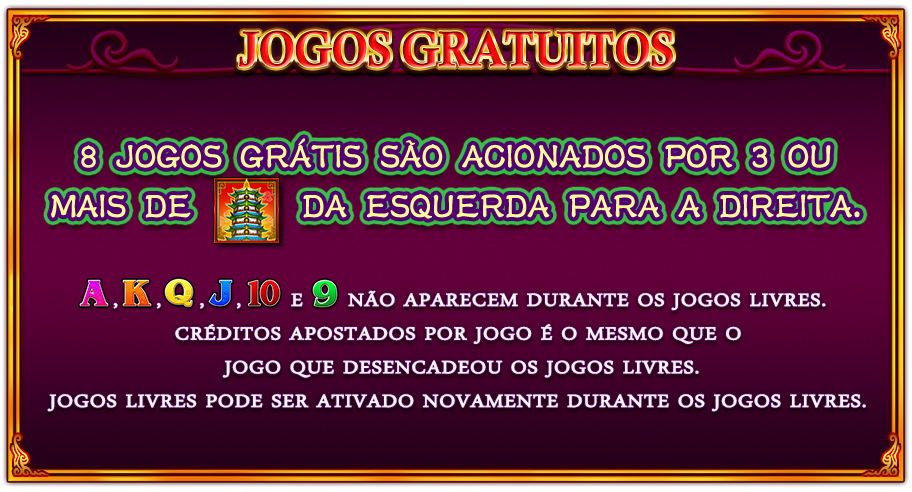 JOGOS GRATUITOS
8 JOGOS GRÁTIS SÃO ACIONADOS POR 3 OU
MAIS DE DA ESQUERDA PARA A DIREITA.
A,K,Q,J,10 E 9 NÃO APARECEM DURANTE OS JOGOS LIVRES.
CRÉDITOS APOSTADOS POR JOGO É O MESMO QUE O
JOGO QUE DESENCADEOU OS JOGOS LIVRES.
JOGOS LIVRES PODE SER ATIVADO NOVAMENTE DURANTE OS JOGOS LIVRES.